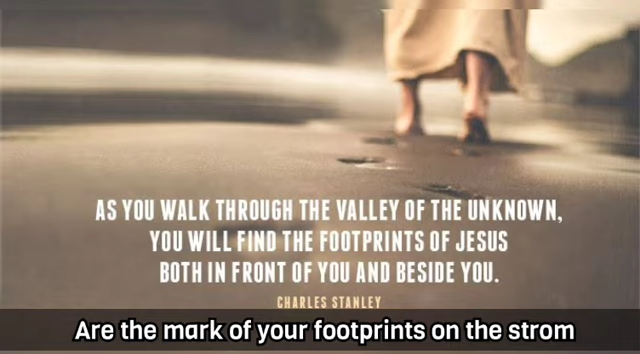 AS YOU WALK THROUGH THE VALLEY OF THE UNKNOWN,
YOU WILL FIND THE FOOTPRINTS OF JESUS
BOTH IN FRONT OF YOU AND BESIDE YOU.
CHARLES STANLEY
Are the mark of your footprints on the strom